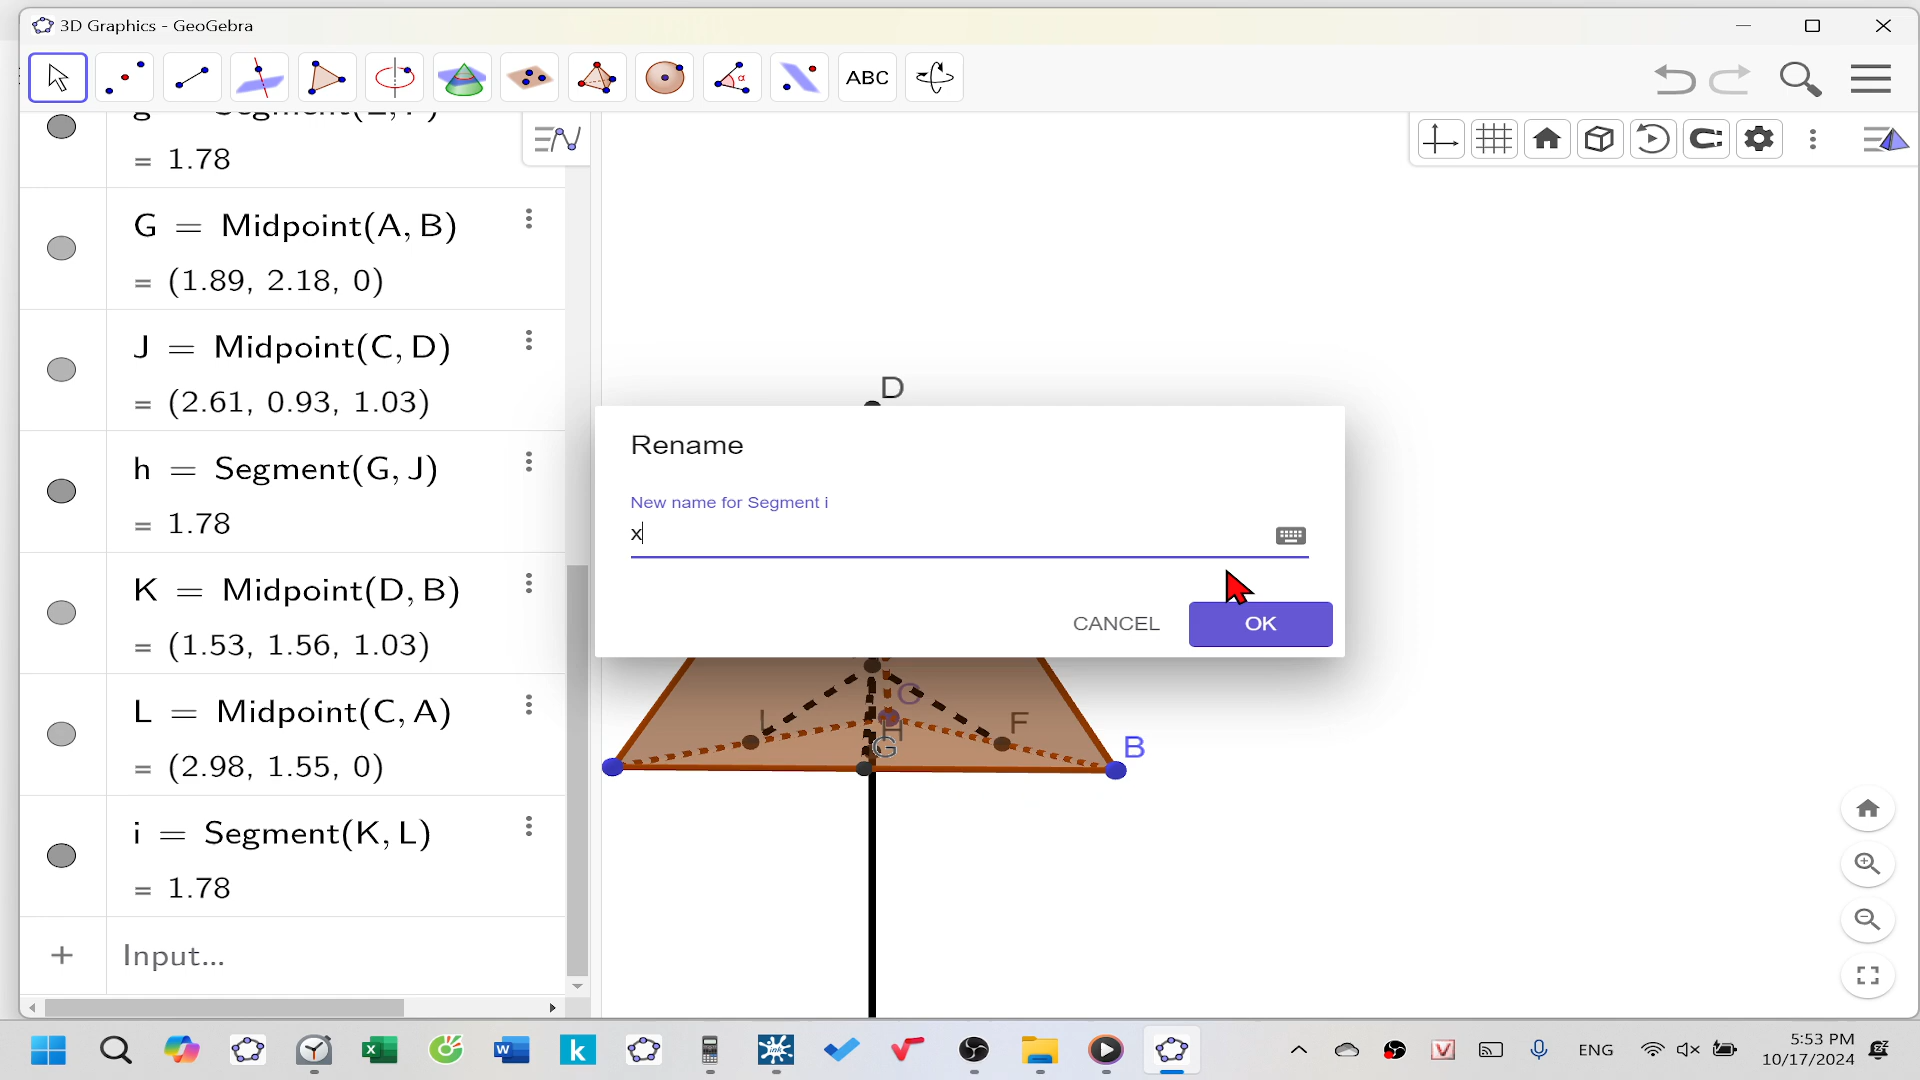 3D Graphics - GeoGebra
ABC
= 1.78
G = Midpoint(A, B)
= (1.89, 2.18, 0)
J = Midpoint(C, D)
= (2.61, 0.93, 1.03)
h = Segment(G, J)
= 1.78
K = Midpoint(D, B)
= (1.53, 1.56, 1.03)
L = Midpoint(C, A)
= (2.98, 1.55, 0)
i = Segment(K, L)
= 1.78
+ Input...
D
Rename
New name for Segment i
x
CANCEL
OK
C
H
F
G
B
ENG
5:53 PM
10/17/2024